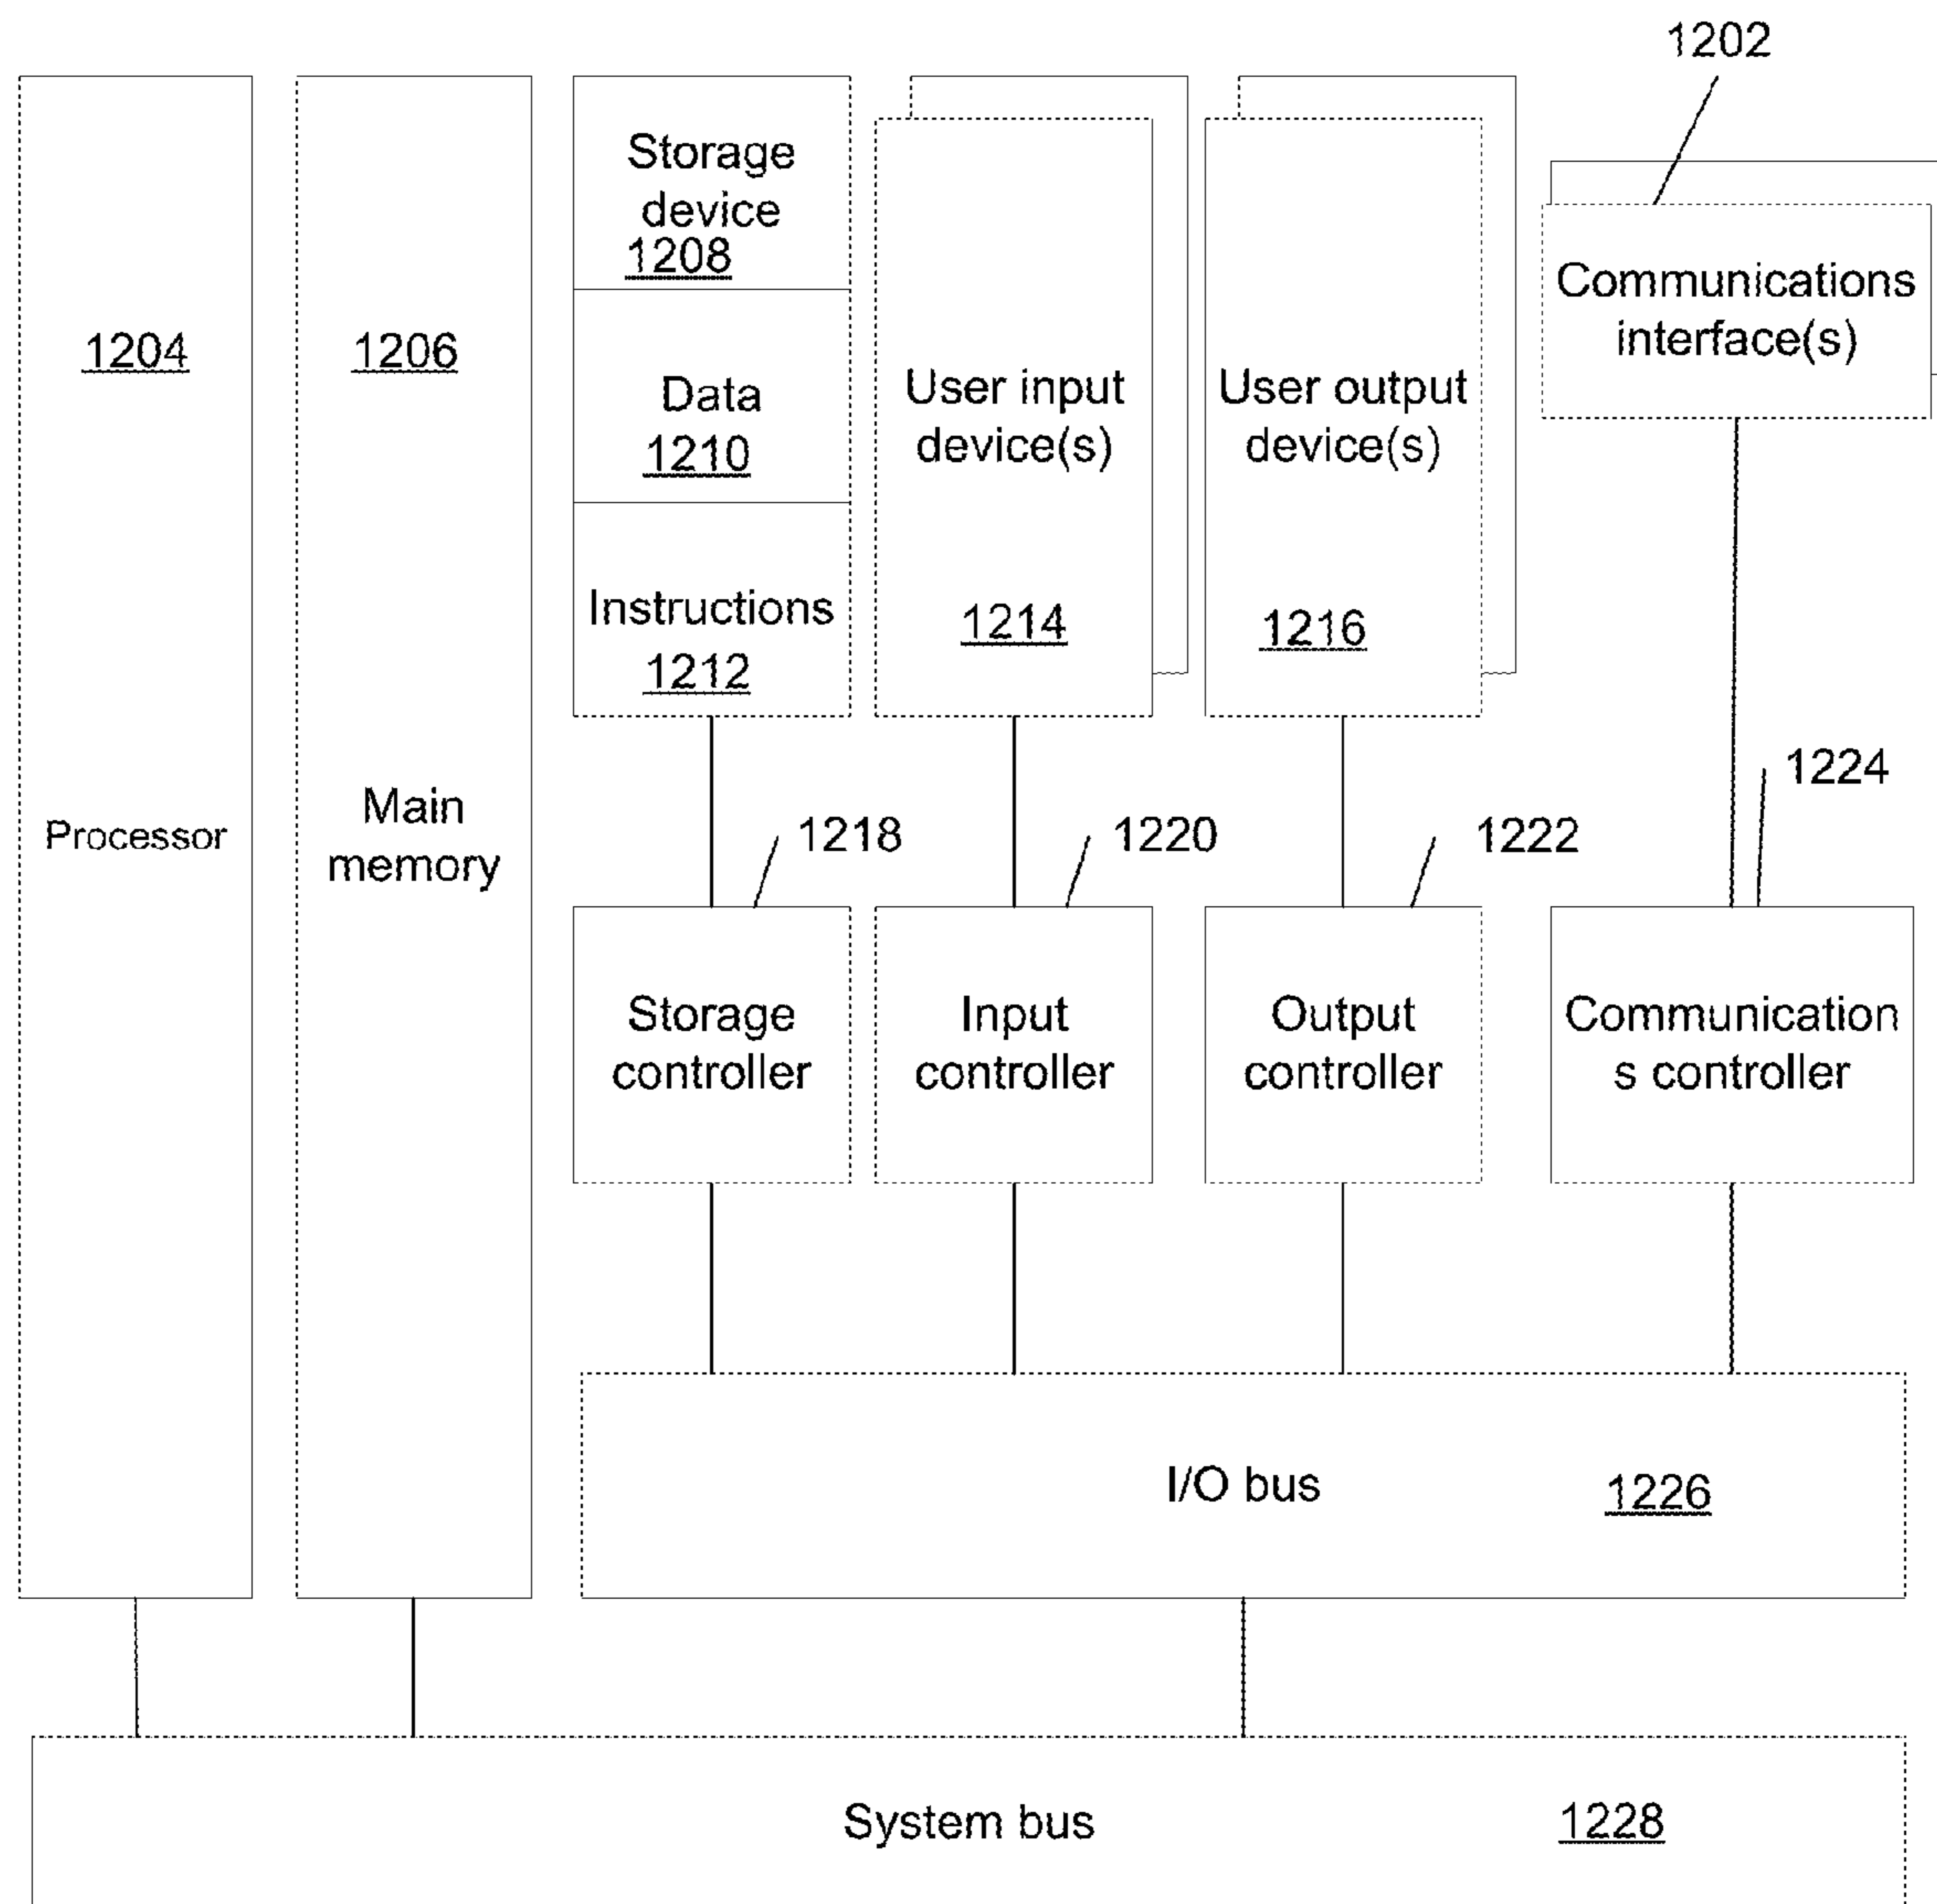 1202
1204
Processor
1206
Main
memory
Storage
device
1208
Data
1210
Instructions
1212
User input
device(s)
1214
User output
device(s)
1216
Communications
interface(s)
1218
1220
1222
1224
Storage
controller
Input
controller
Output
controller
Communication
s controller
I/O bus
1226
System bus
1228